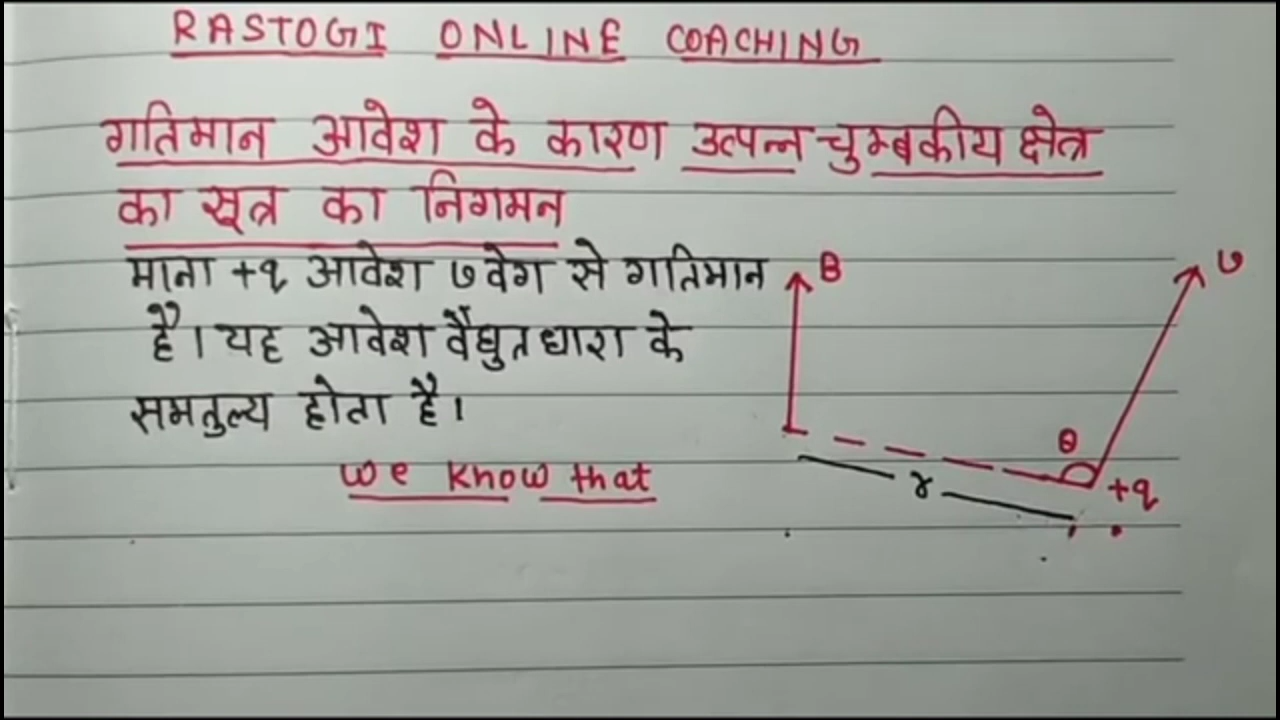 RASTOGI ONLINE COACHING
गतिमान आवेश के कारण उत्पन्न चुम्बकीय क्षेत्र
का सूत्र का निगमन
माना +q आवेश v वेग से गतिमान
है। यह आवेश वैघुत धारा के
समतुल्य होता है।
we know that
B
v
θ
r
+q